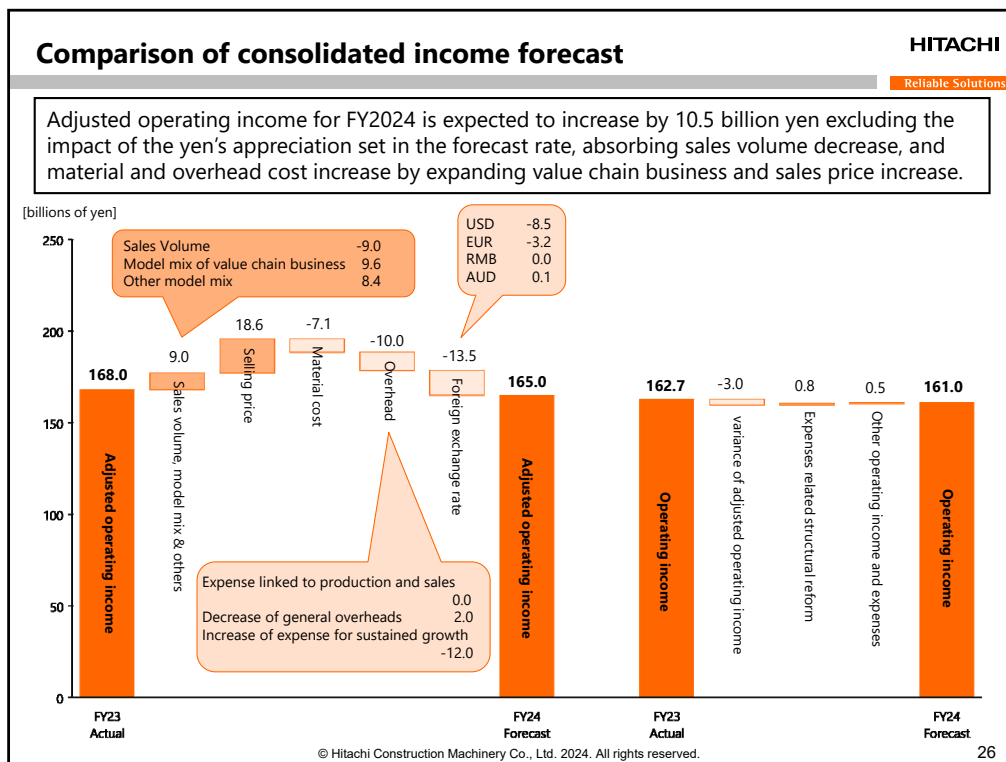 Comparison of consolidated income forecast
HITACHI
Reliable Solutions
Adjusted operating income for FY2024 is expected to increase by 10.5 billion yen excluding the
impact of the yen's appreciation set in the forecast rate, absorbing sales volume decrease, and
material and overhead cost increase by expanding value chain business and sales price increase.
[billions of yen]
250
200
150
100
50
0
Sales Volume -9.0
Model mix of value chain business 9.6
Other model mix 8.4
USD -8.5
EUR -3.2
RMB 0.0
AUD 0.1
168.0
9.0
18.6
-7.1
-10.0
-13.5
165.0
162.7
-3.0
0.8
0.5
161.0
Adjusted operating income
Sales volume, model mix & others
Selling price
Material cost
Overhead
Foreign exchange rate
Adjusted operating income
Operating income
variance of adjusted operating income
Expenses related structural reform
Other operating income and expenses
Operating income
Expense linked to production and sales
0.0
Decrease of general overheads 2.0
Increase of expense for sustained growth
-12.0
FY23
Actual
FY24
Forecast
FY23
Actual
FY24
Forecast
© Hitachi Construction Machinery Co., Ltd. 2024. All rights reserved.
26